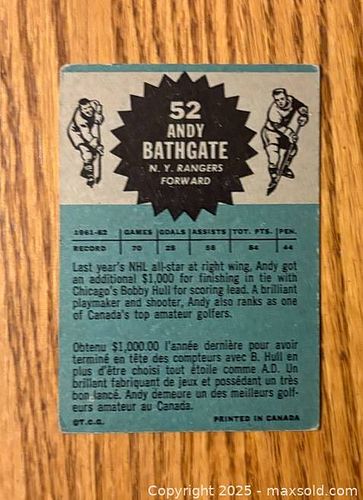 52
ANDY
BATHGATE
N. Y. RANGERS
FORWARD
1961-62 GAMES GOALS ASSISTS TOT. PTS. PEN.
RECORD 70 28 56 84 44
Last year's NHL all-star at right wing, Andy got
an additional $1,000 for finishing in tie with
Chicago's Bobby Hull for scoring lead. A brilliant
playmaker and shooter, Andy also ranks as one
of Canada's top amateur golfers.
Obtenu $1,000.00 l'année dernière pour avoir
terminé en tête des compteurs avec B. Hull en
plus d'être choisi tout étoile comme A.D. Un
brillant fabriquant de jeux et possédant un très
bon lancé. Andy demeure un des meilleurs golf-
eurs amateur au Canada.
©T.C.G. PRINTED IN CANADA
Copyright 2025 - maxsold.com